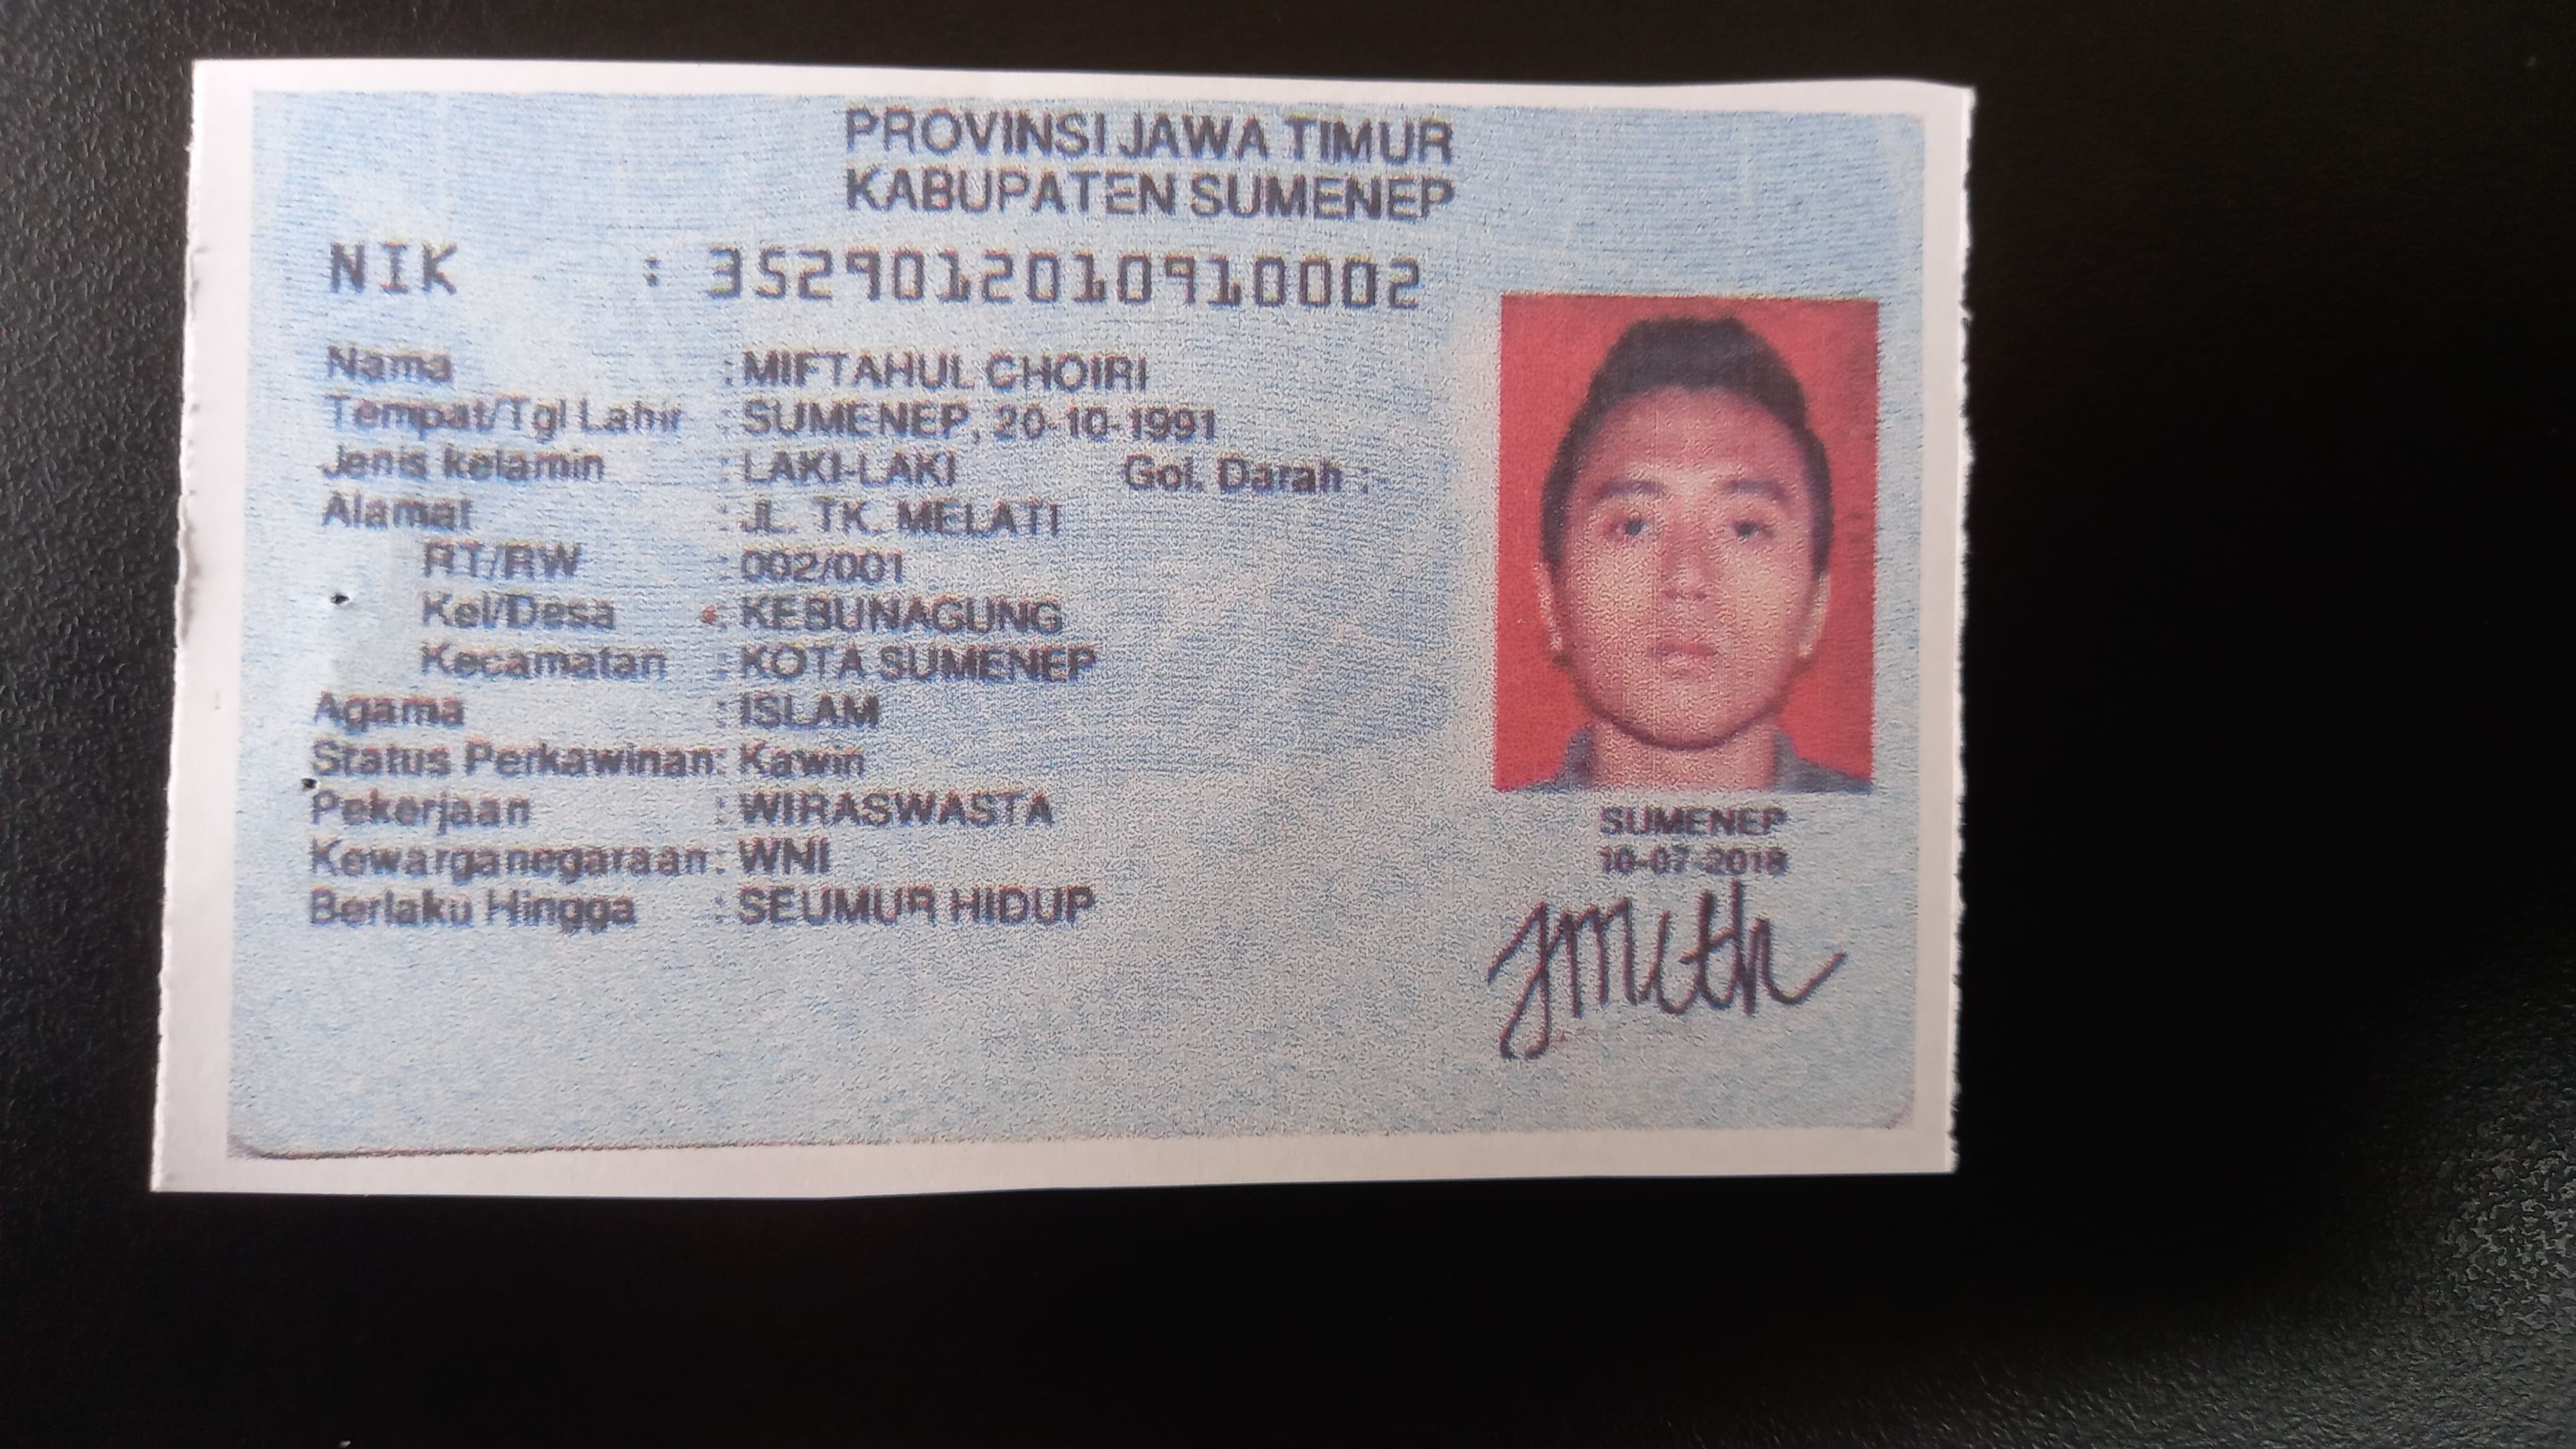 PROVINSI JAWA TIMUR
KABUPATEN SUMENEP
NIK : 3529012010910002
Nama : MIFTAHUL CHOIRI
Tempat/Tgl Lahir : SUMENEP, 20-10-1991
Jenis kelamin : LAKI-LAKI Gol. Darah :-
Alamat : JL. TK. MELATI
RT/RW : 002/001
Kel/Desa : KEBUNAGUNG
Kecamatan : KOTA SUMENEP
Agama : ISLAM
Status Perkawinan: Kawin
Pekerjaan : WIRASWASTA
Kewarganegaraan: WNI
Berlaku Hingga : SEUMUR HIDUP
SUMENEP
10-07-2018